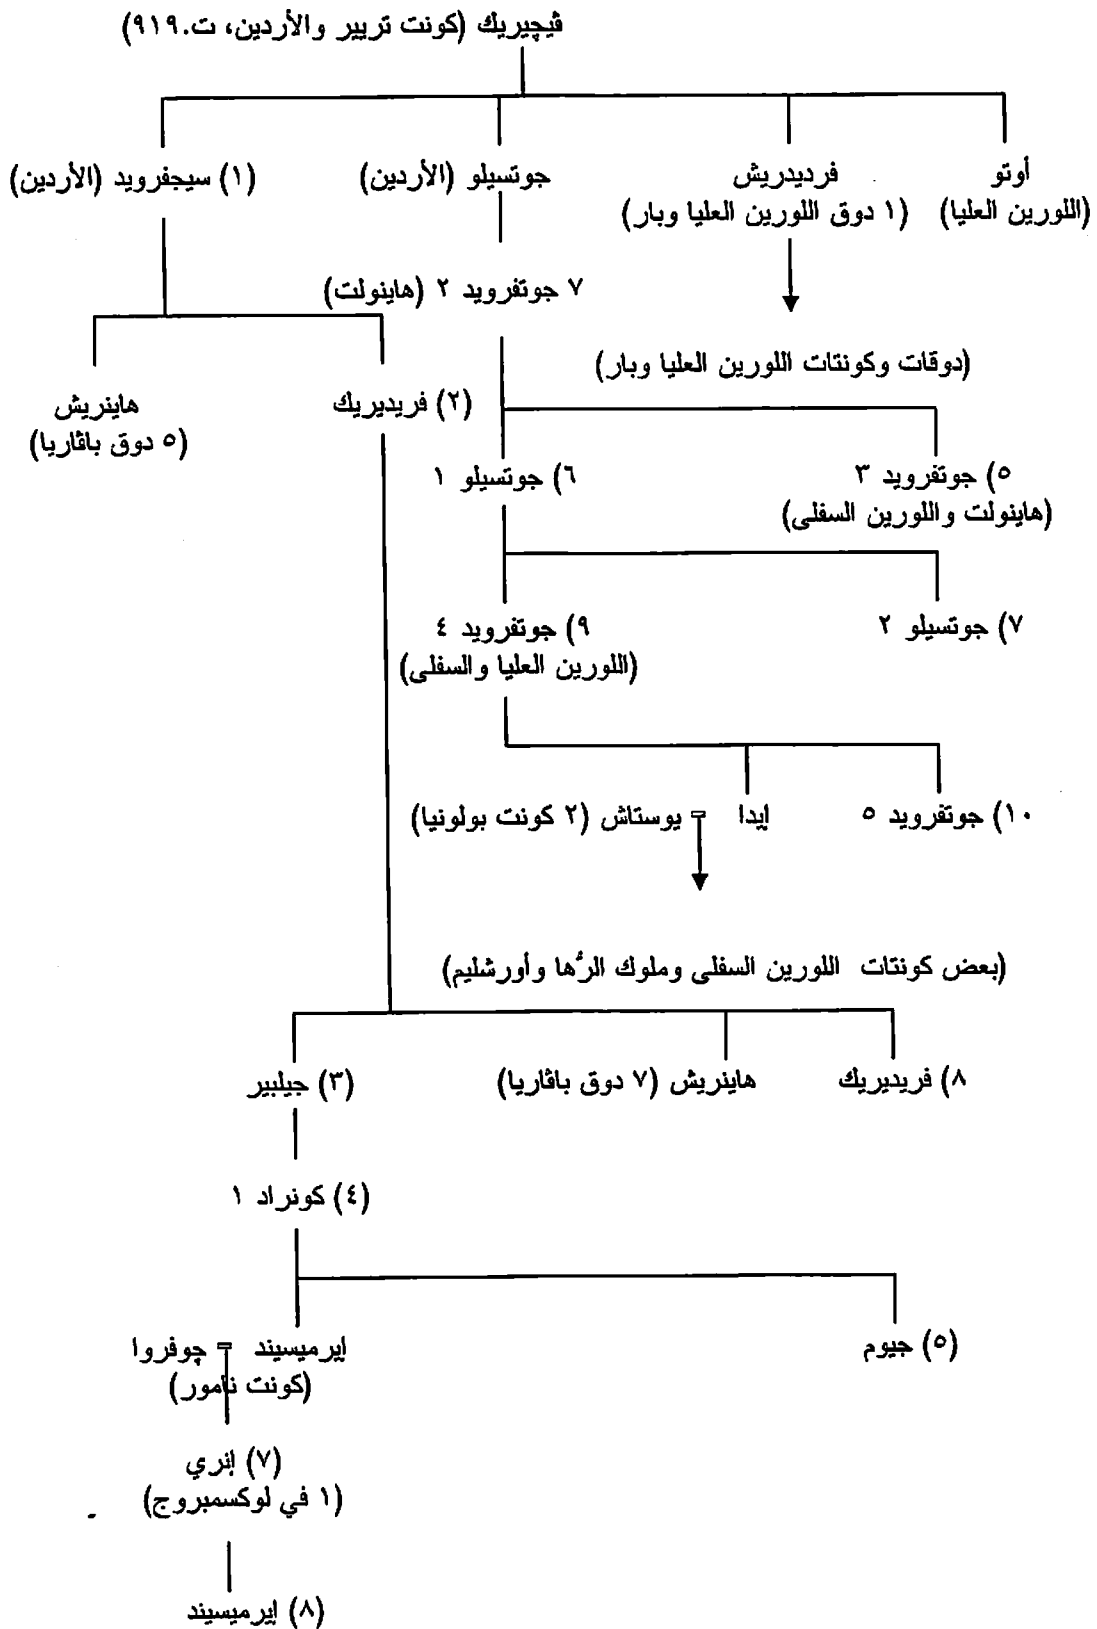 ڤيچيريك (كونت تريير والأردين، ت.٩١٩)
أوتو
(اللورين العليا)
فرديدريش
(١ دوق اللورين العليا وبار)
جوتسيلو (الأردين)
(١) سيجفرويد (الأردين)
٧ جوتفرويد ٢ (هاينولت)
(دوقات وكونتات اللورين العليا وبار)
(٢) فريديريك
هاينريش
(٥ دوق باڤاريا)
٥) جوتفرويد ٣
(هاينولت واللورين السفلى)
٦) جوتسيلو ١
٧) جوتسيلو ٢
٩) جوتفرويد ٤
(اللورين العليا والسفلى)
١٠) جوتفرويد ٥
إيدا = يوستاش (٢ كونت بولونيا)
(بعض كونتات اللورين السفلى وملوك الرُّها وأورشليم)
٨) فريديريك
هاينريش (٧ دوق باڤاريا)
(٣) جيلبير
(٤) كونراد ١
(٥) جيوم
إيرميسيند = چوفروا
(كونت نامور)
(٧) إنري
(١ في لوكسمبروج)
(٨) إيرميسيند